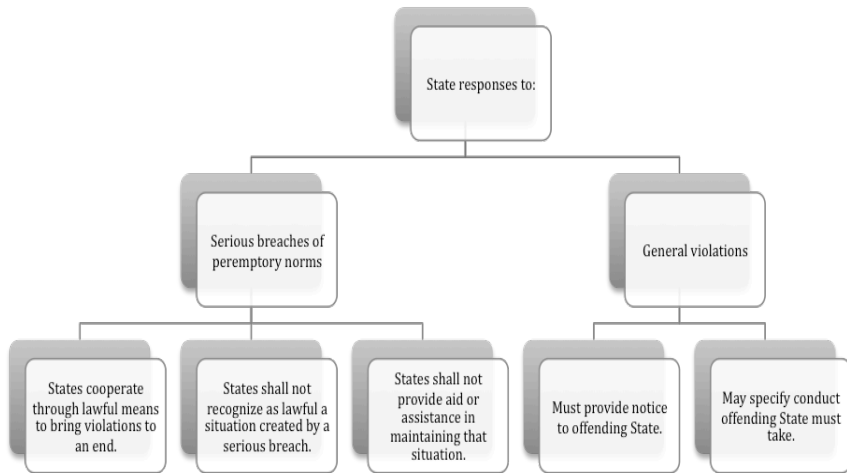 State responses to:
Serious breaches of
peremptory norms
General violations
States cooperate
through lawful means
to bring violations to
an end.
States shall not
recognize as lawful a
situation created by a
serious breach.
States shall not
provide aid or
assistance in
maintaining that
situation.
Must provide notice
to offending State.
May specify conduct
offending State must
take.